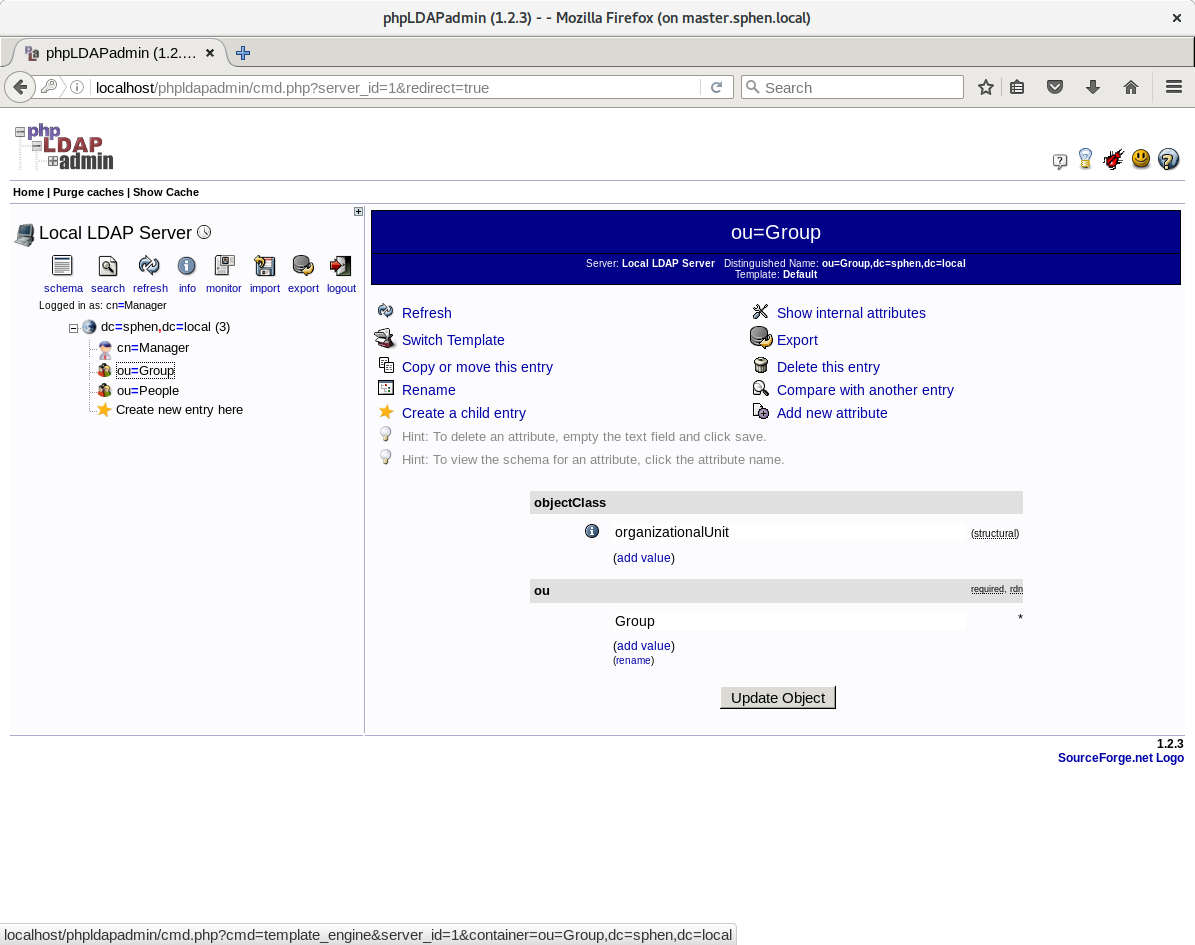 phpLDAPadmin (1.2.3) - - Mozilla Firefox (on master.sphen.local)
phpLDAPadmin (1.2.…
localhost/phpldapadmin/cmd.php?server_id=1&redirect=true
Search
php
LDAP
admin
Home | Purge caches | Show Cache
Local LDAP Server
schema search refresh info monitor import export logout
Logged in as: cn=Manager
dc=sphen,dc=local (3)
cn=Manager
ou=Group
ou=People
Create new entry here
ou=Group
Server: Local LDAP Server Distinguished Name: ou=Group,dc=sphen,dc=local
Template: Default
Refresh
Show internal attributes
Switch Template
Export
Copy or move this entry
Delete this entry
Rename
Compare with another entry
Create a child entry
Add new attribute
Hint: To delete an attribute, empty the text field and click save.
Hint: To view the schema for an attribute, click the attribute name.
objectClass
organizationalUnit (structural)
(add value)
ou required, rdn
Group *
(add value)
(rename)
Update Object
1.2.3
SourceForge.net Logo
localhost/phpldapadmin/cmd.php?cmd=template_engine&server_id=1&container=ou=Group,dc=sphen,dc=local